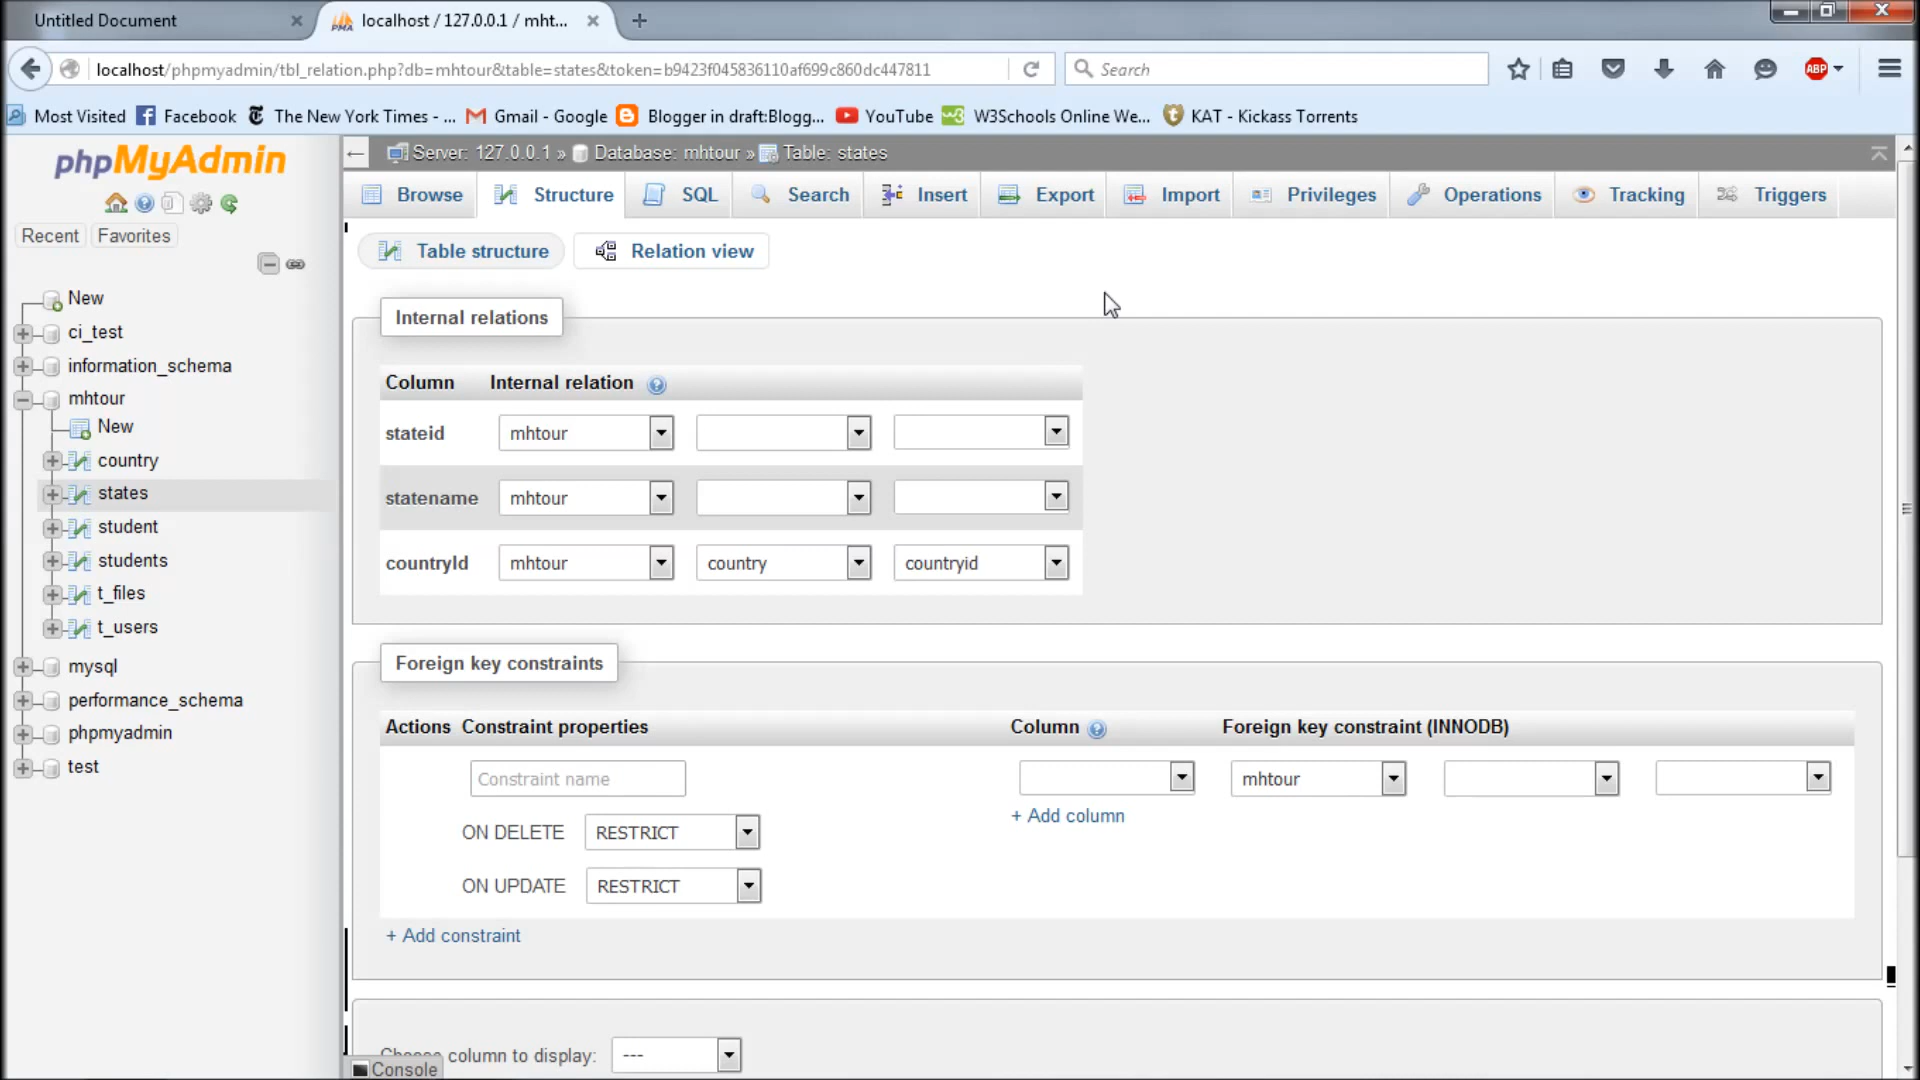 Untitled Document
localhost / 127.0.0.1 / mht...
localhost/phpmyadmin/tbl_relation.php?db=mhtour&table=states&token=b9423f045836110af699c860dc447811
Search
ABP
Most Visited Facebook The New York Times - ... Gmail - Google Blogger in draft:Blogg... YouTube W3Schools Online We... KAT - Kickass Torrents
phpMyAdmin
Recent Favorites
New
ci_test
information_schema
mhtour
New
country
states
student
students
t_files
t_users
mysql
performance_schema
phpmyadmin
test
Server: 127.0.0.1 » Database: mhtour » Table: states
Browse Structure SQL Search Insert Export Import Privileges Operations Tracking Triggers
Table structure Relation view
Internal relations
Column Internal relation
stateid mhtour
statename mhtour
countryId mhtour country countryid
Foreign key constraints
Actions Constraint properties Column Foreign key constraint (INNODB)
Constraint name mhtour
+ Add column
ON DELETE RESTRICT
ON UPDATE RESTRICT
+ Add constraint
Choose column to display: ---
Console